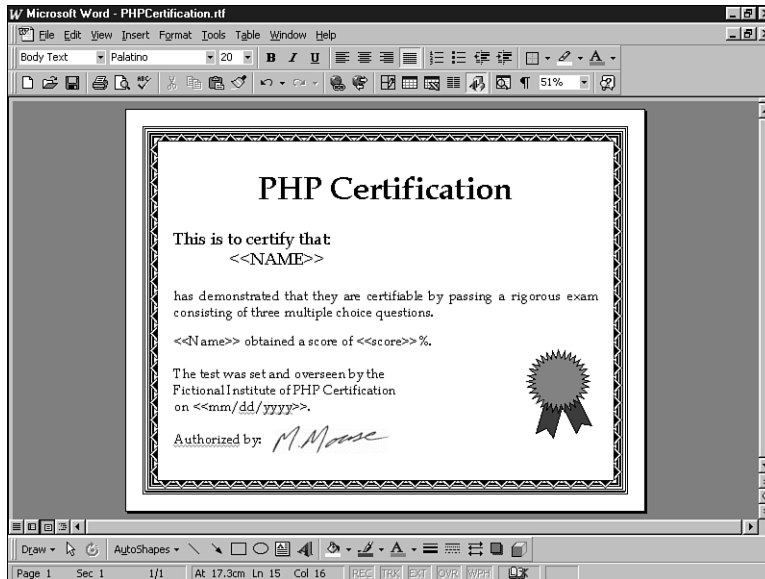 Microsoft Word - PHPCertification.rtf
File Edit View Insert Format Tools Table Window Help
Body Text Palatino 20 B I U A
ABC ¶ 51%
PHP Certification
This is to certify that:
<<NAME>>
has demonstrated that they are certifiable by passing a rigorous exam
consisting of three multiple choice questions.
<<Name>> obtained a score of <<score>>%.
The test was set and overseen by the
Fictional Institute of PHP Certification
on <<mm/dd/yyyy>>.
Authorized by: M.Mouse
Draw AutoShapes A A
Page 1 Sec 1 1/1 At 17.3cm Ln 15 Col 16 REC TRK EXT OVR WPH